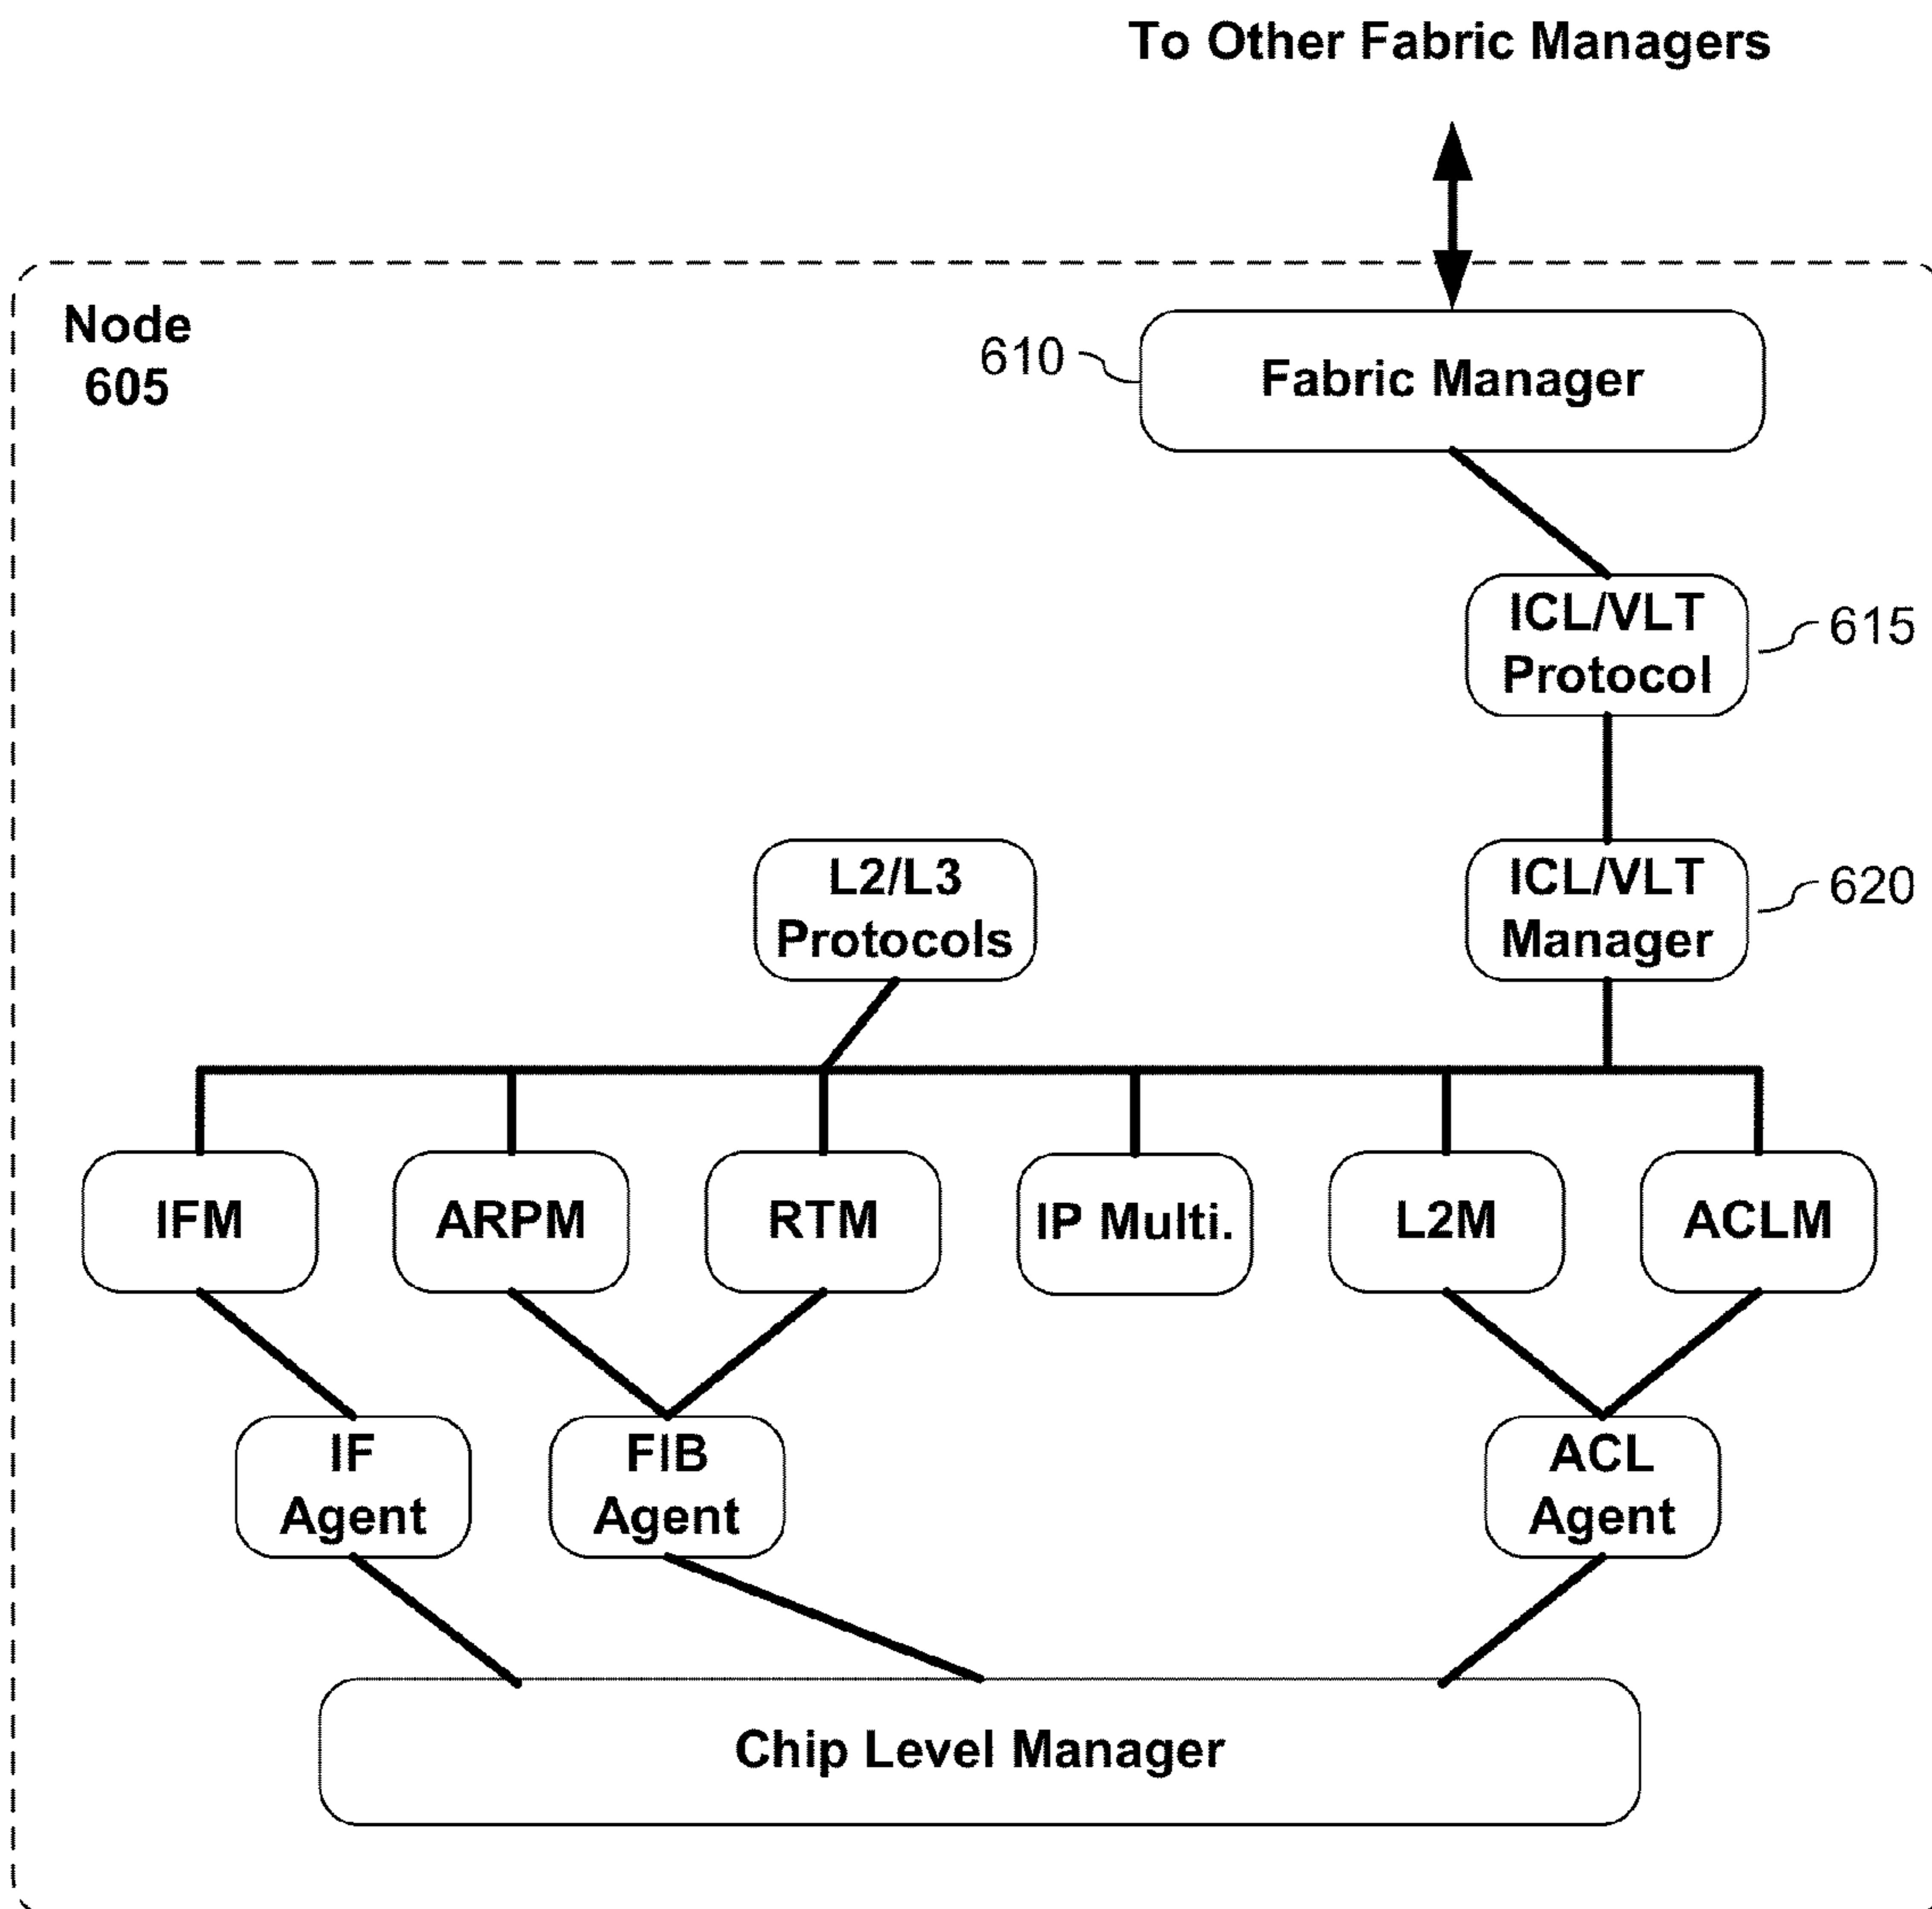 To Other Fabric Managers
Node
605
610
Fabric Manager
ICL/VLT
Protocol
615
L2/L3
Protocols
ICL/VLT
Manager
620
IFM
ARPM
RTM
IP Multi.
L2M
ACLM
IF
Agent
FIB
Agent
ACL
Agent
Chip Level Manager